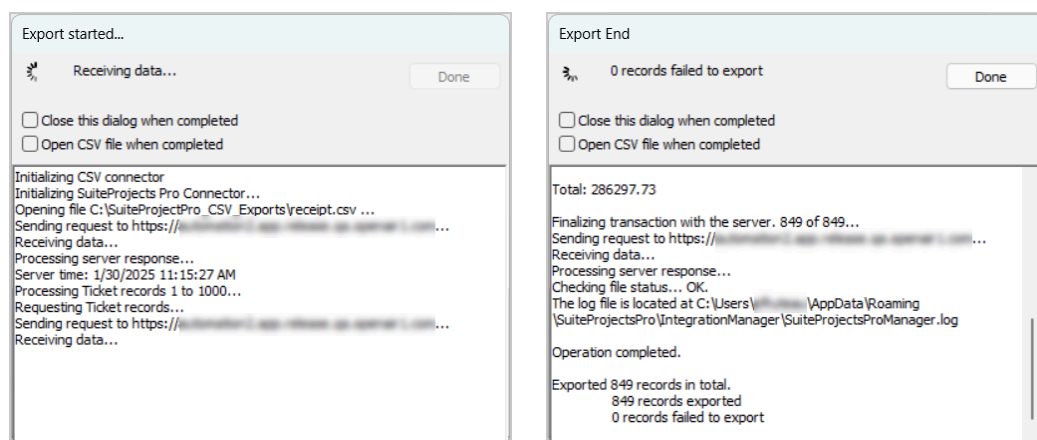 Export started...
Receiving data...
Done
Close this dialog when completed
Open CSV file when completed
Initializing CSV connector
Initializing SuiteProjects Pro Connector...
Opening file C:\SuiteProjectPro_CSV_Exports\receipt.csv ...
Sending request to https://...
Receiving data...
Processing server response...
Server time: 1/30/2025 11:15:27 AM
Processing Ticket records 1 to 1000...
Requesting Ticket records...
Sending request to https://...
Receiving data...
Export End
0 records failed to export
Done
Close this dialog when completed
Open CSV file when completed
Total: 286297.73
Finalizing transaction with the server. 849 of 849...
Sending request to https://...
Receiving data...
Processing server response...
Checking file status... OK.
The log file is located at C:\Users\ \AppData\Roaming
\SuiteProjectsPro\IntegrationManager\SuiteProjectsProManager.log
Operation completed.
Exported 849 records in total.
849 records exported
0 records failed to export